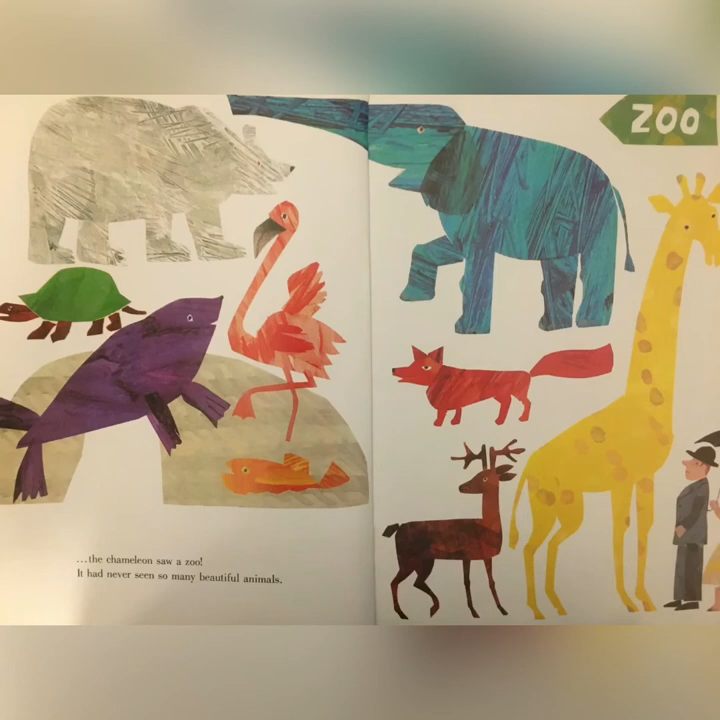 ZOO
...the chameleon saw a zoo!
It had never seen so many beautiful animals.